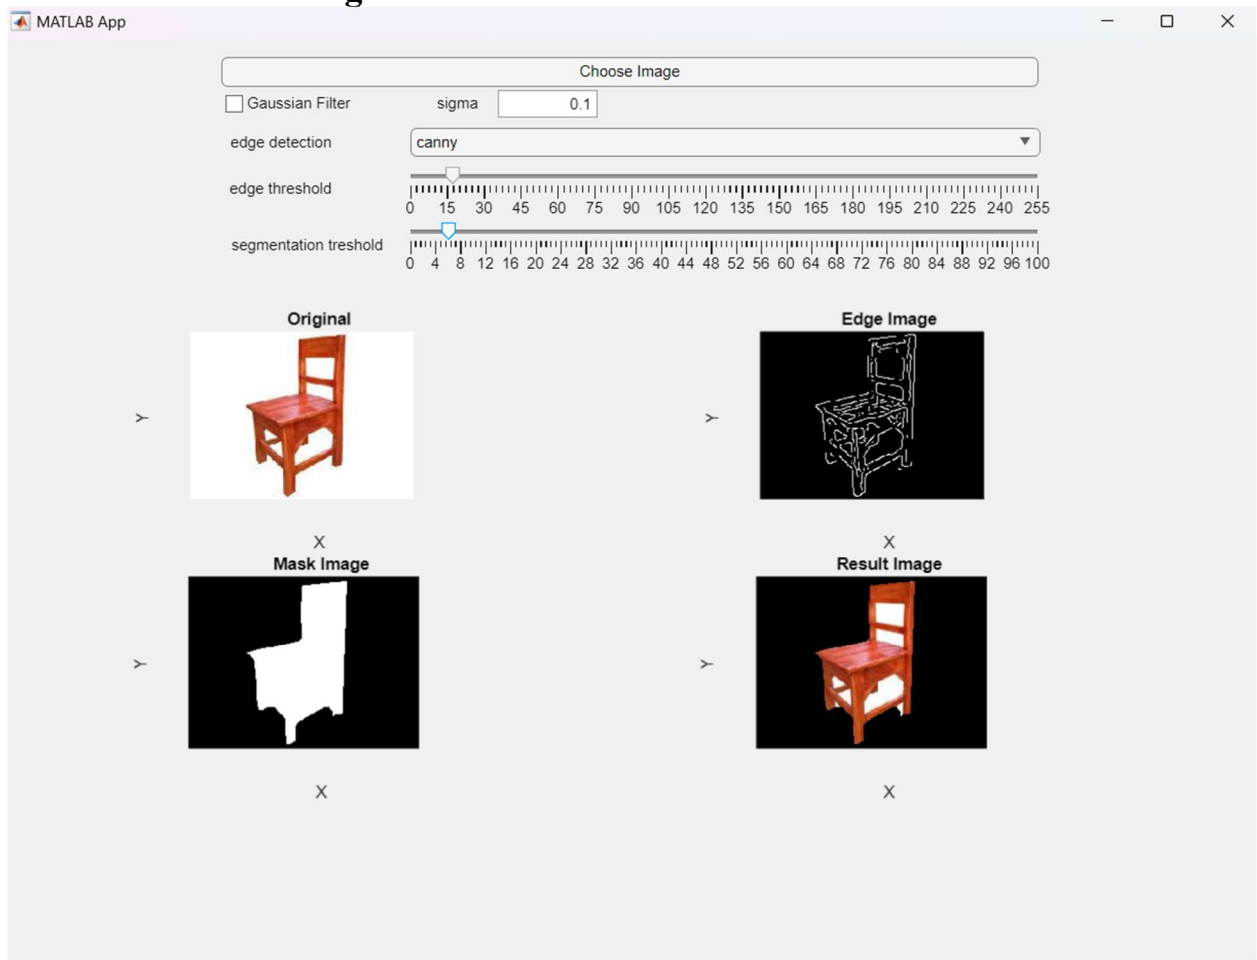 MATLAB App
Choose Image
Gaussian Filter sigma 0.1
edge detection canny
edge threshold
0 15 30 45 60 75 90 105 120 135 150 165 180 195 210 225 240 255
segmentation treshold
0 4 8 12 16 20 24 28 32 36 40 44 48 52 56 60 64 68 72 76 80 84 88 92 96 100
Original Edge Image
Y Y
X X
Mask Image Result Image
Y Y
X X